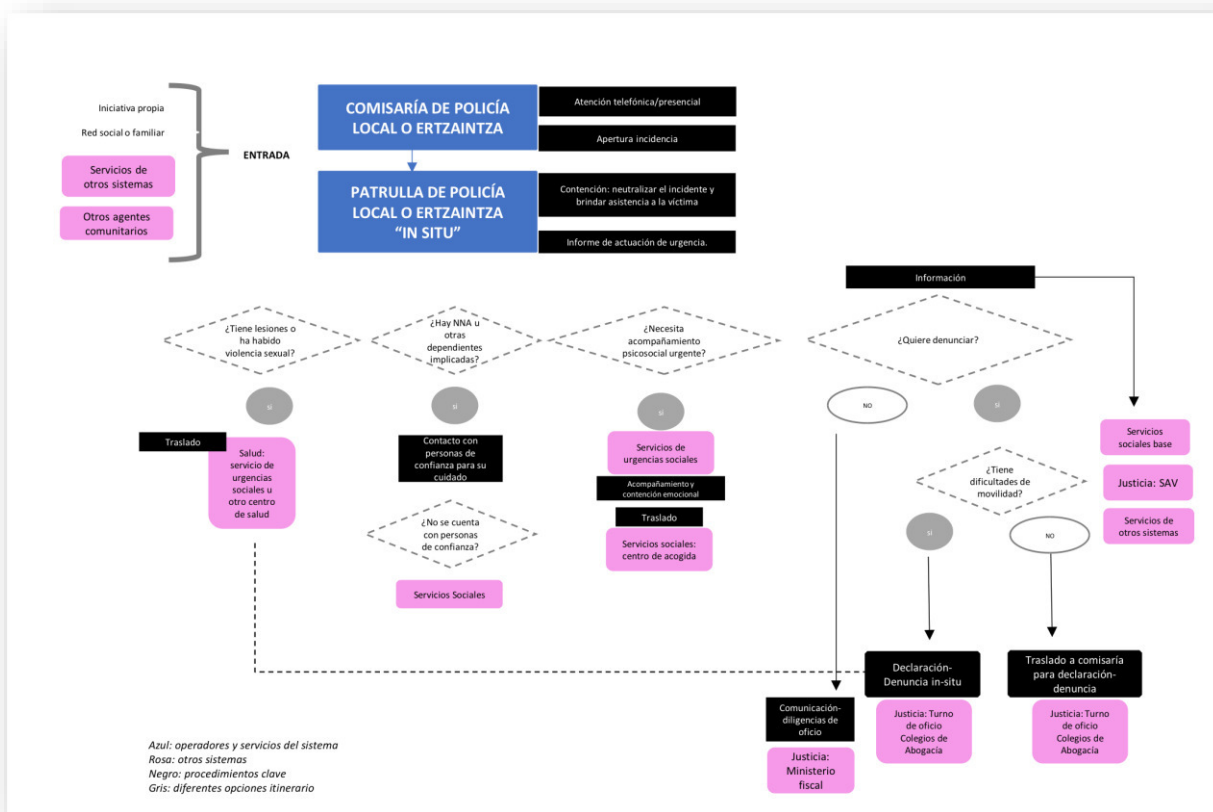 Iniciativa propia
Red social o familiar
Servicios de
otros sistemas
Otros agentes
comunitarios
ENTRADA
COMISARÍA DE POLICÍA
LOCAL O ERTZAINTZA
Atención telefónica/presencial
Apertura incidencia
PATRULLA DE POLICÍA
LOCAL O ERTZAINTZA
“IN SITU”
Contención: neutralizar el incidente y
brindar asistencia a la víctima
Informe de actuación de urgencia.
Información
¿Tiene lesiones o
ha habido
violencia sexual?
¿Hay NNA u
otras
dependientes
implicadas?
¿Necesita
acompañamiento
psicosocial urgente?
¿Quiere denunciar?
si
si
si
NO
si
Traslado
Salud:
servicio de
urgencias
sociales u
otro centro
de salud
Contacto con
personas de
confianza para su
cuidado
¿No se cuenta
con personas
de confianza?
Servicios Sociales
Servicios de
urgencias sociales
Acompañamiento y
contención emocional
Traslado
Servicios sociales:
centro de acogida
¿Tiene
dificultades de
movilidad?
si
NO
Servicios
sociales base
Justicia: SAV
Servicios de
otros sistemas
Comunicación-
diligencias de
oficio
Justicia:
Ministerio
fiscal
Declaración-
Denuncia in-situ
Justicia: Turno
de oficio
Colegios de
Abogacía
Traslado a comisaría
para declaración-
denuncia
Justicia: Turno
de oficio
Colegios de
Abogacía
Azul: operadores y servicios del sistema
Rosa: otros sistemas
Negro: procedimientos clave
Gris: diferentes opciones itinerario